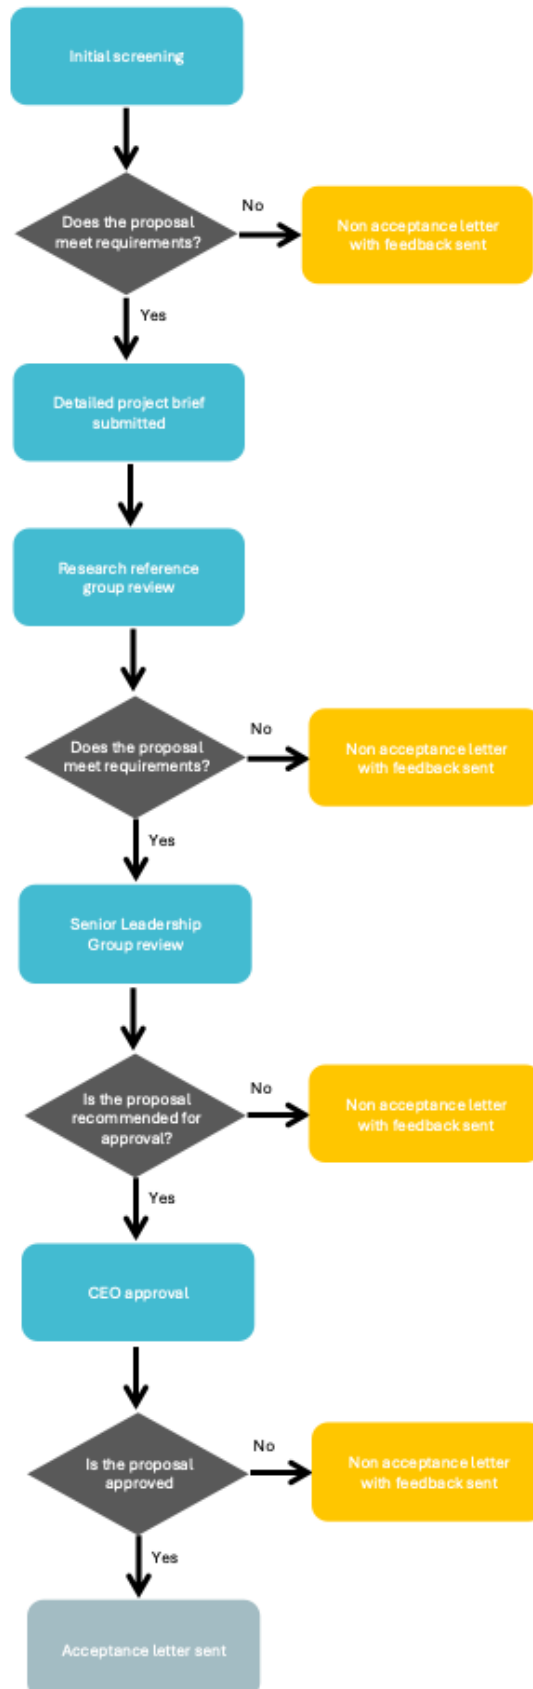 Initial screening
Does the proposal
meet requirements?
No
Non acceptance letter
with feedback sent
Yes
Detailed project brief
submitted
Research reference
group review
Does the proposal
meet requirements?
No
Non acceptance letter
with feedback sent
Yes
Senior Leadership
Group review
Is the proposal
recommended for
approval?
No
Non acceptance letter
with feedback sent
Yes
CEO approval
Is the proposal
approved
No
Non acceptance letter
with feedback sent
Yes
Acceptance letter sent